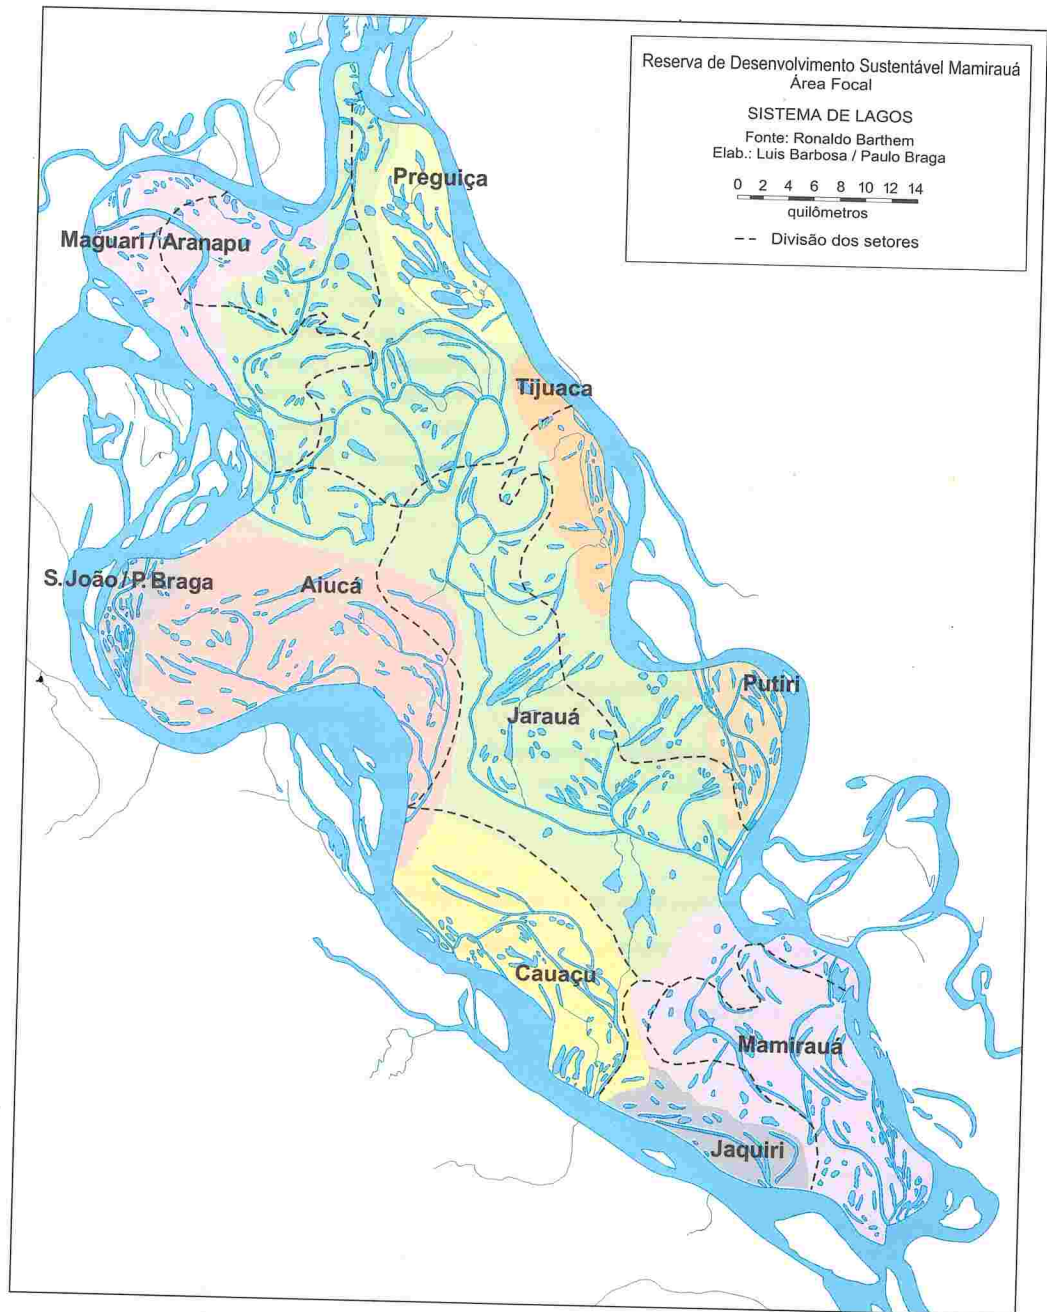 Reserva de Desenvolvimento Sustentável Mamirauá
Área Focal
SISTEMA DE LAGOS
Fonte: Ronaldo Barthem
Elab.: Luis Barbosa / Paulo Braga
0 2 4 6 8 10 12 14
quilômetros
Divisão dos setores
Preguiça
Maguari / Aranapu
Tijuaca
S. João / P. Braga
Aiucá
Putiri
Jarauá
Cauaçu
Mamirauá
Jaquiri